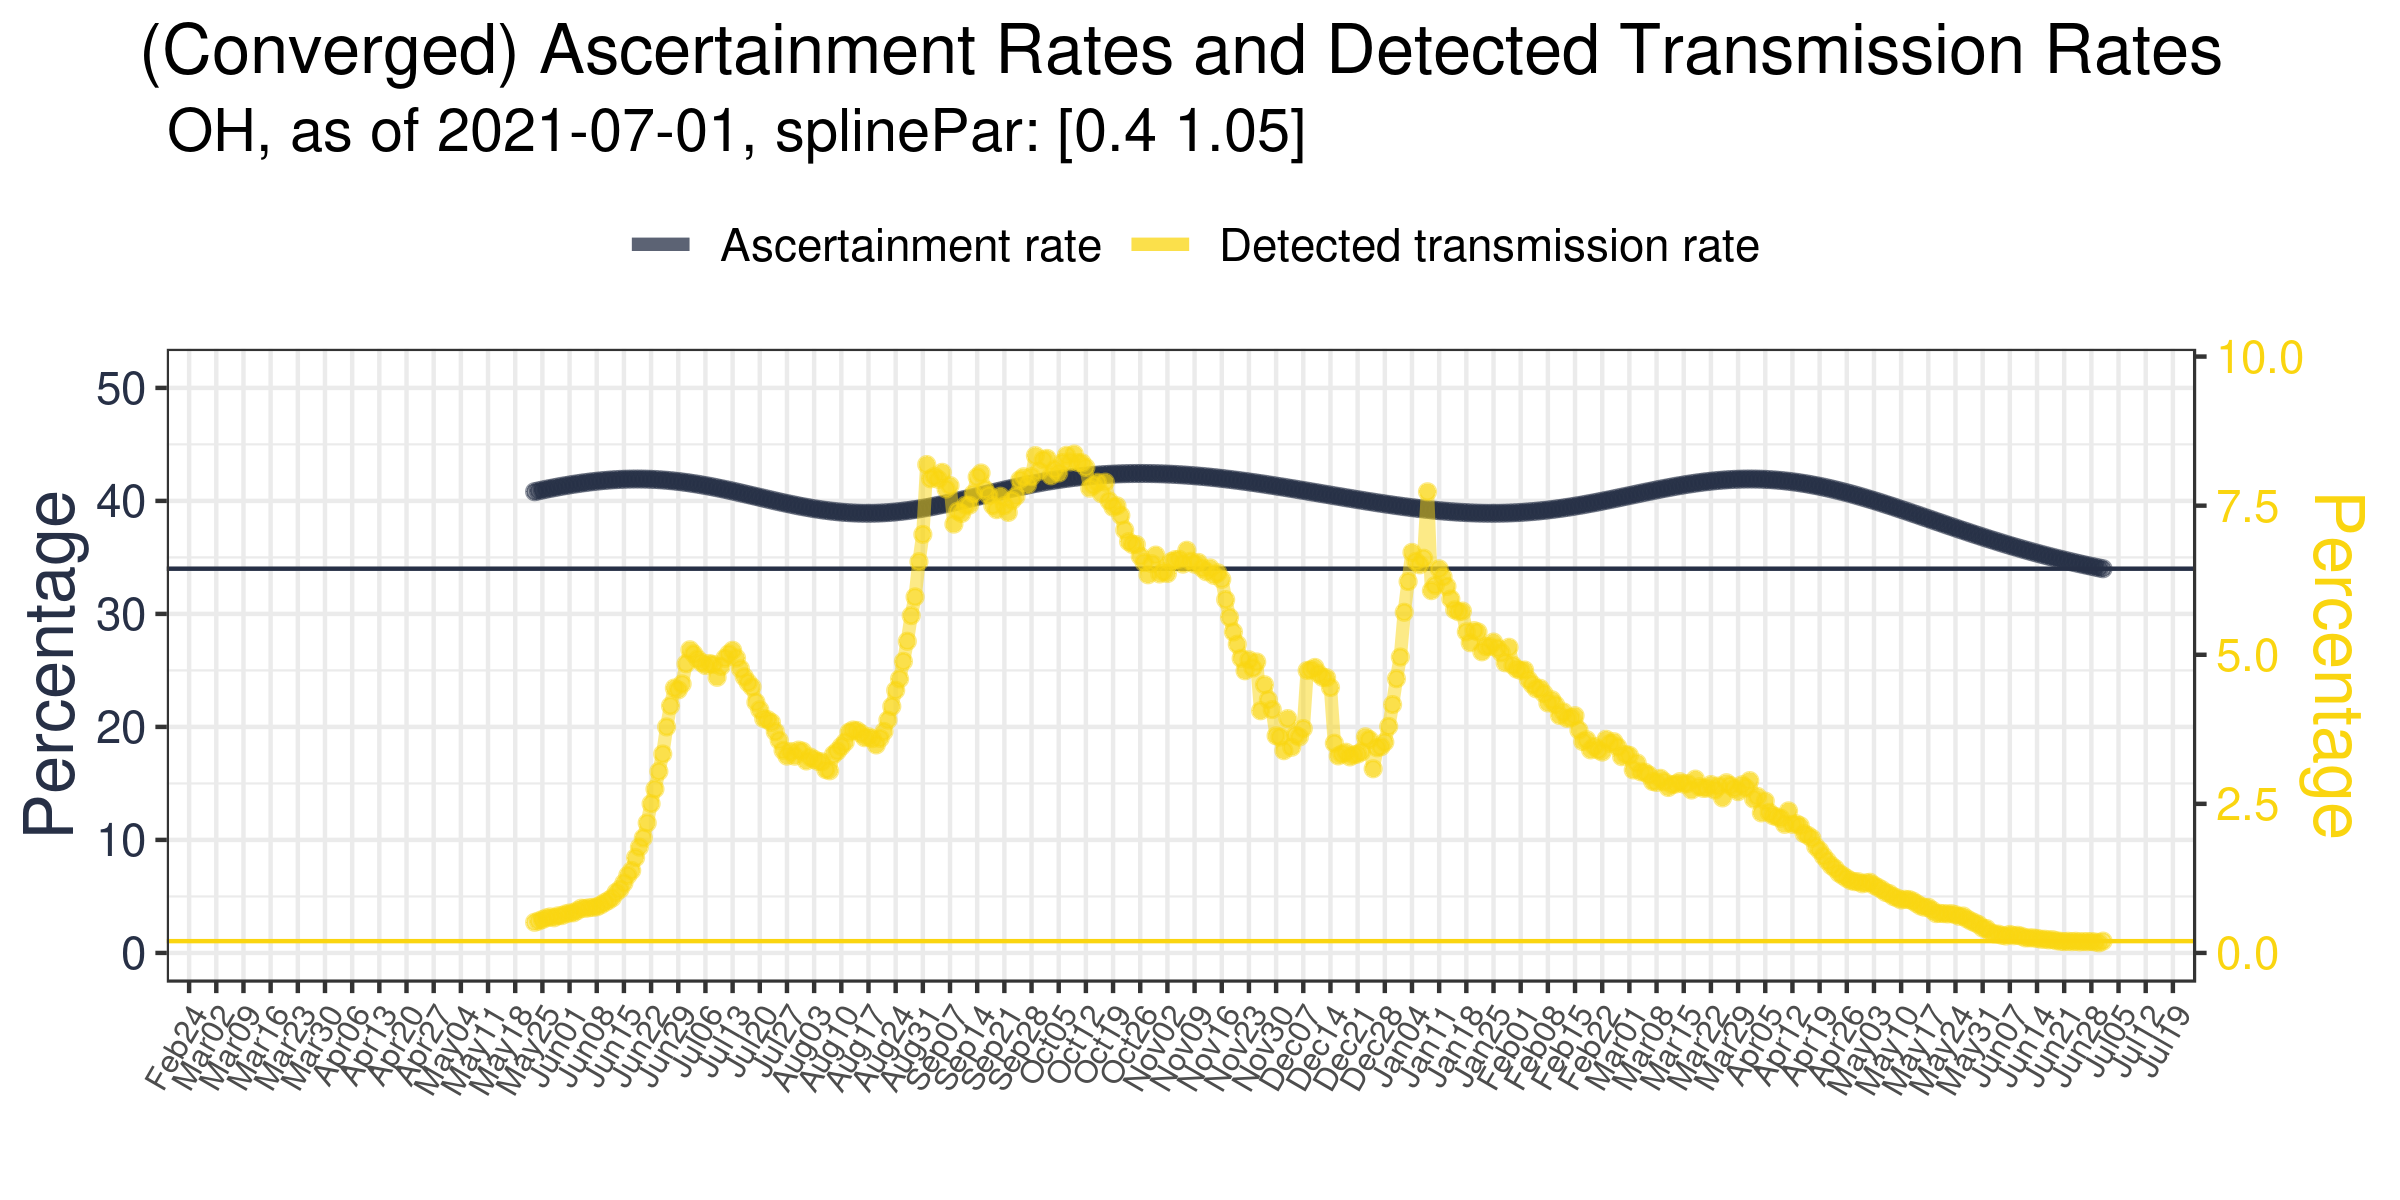 (Converged) Ascertainment Rates and Detected Transmission Rates
OH, as of 2021-07-01, splinePar: [0.4 1.05]
Ascertainment rate
Detected transmission rate
Percentage
50
40
30
20
10
0
10.0
7.5
5.0
2.5
0.0
Percentage
Feb24
Mar02
Mar09
Mar16
Mar23
Mar30
Apr06
Apr13
Apr20
Apr27
May04
May11
May18
May25
Jun01
Jun08
Jun15
Jun22
Jun29
Jul06
Jul13
Jul20
Jul27
Aug03
Aug10
Aug17
Aug24
Aug31
Sep07
Sep14
Sep21
Sep28
Oct05
Oct12
Oct19
Oct26
Nov02
Nov09
Nov16
Nov23
Nov30
Dec07
Dec14
Dec21
Dec28
Jan04
Jan11
Jan18
Jan25
Feb01
Feb08
Feb15
Feb22
Mar01
Mar08
Mar15
Mar22
Mar29
Apr05
Apr12
Apr19
Apr26
May03
May10
May17
May24
May31
Jun07
Jun14
Jun21
Jun28
Jul05
Jul12
Jul19